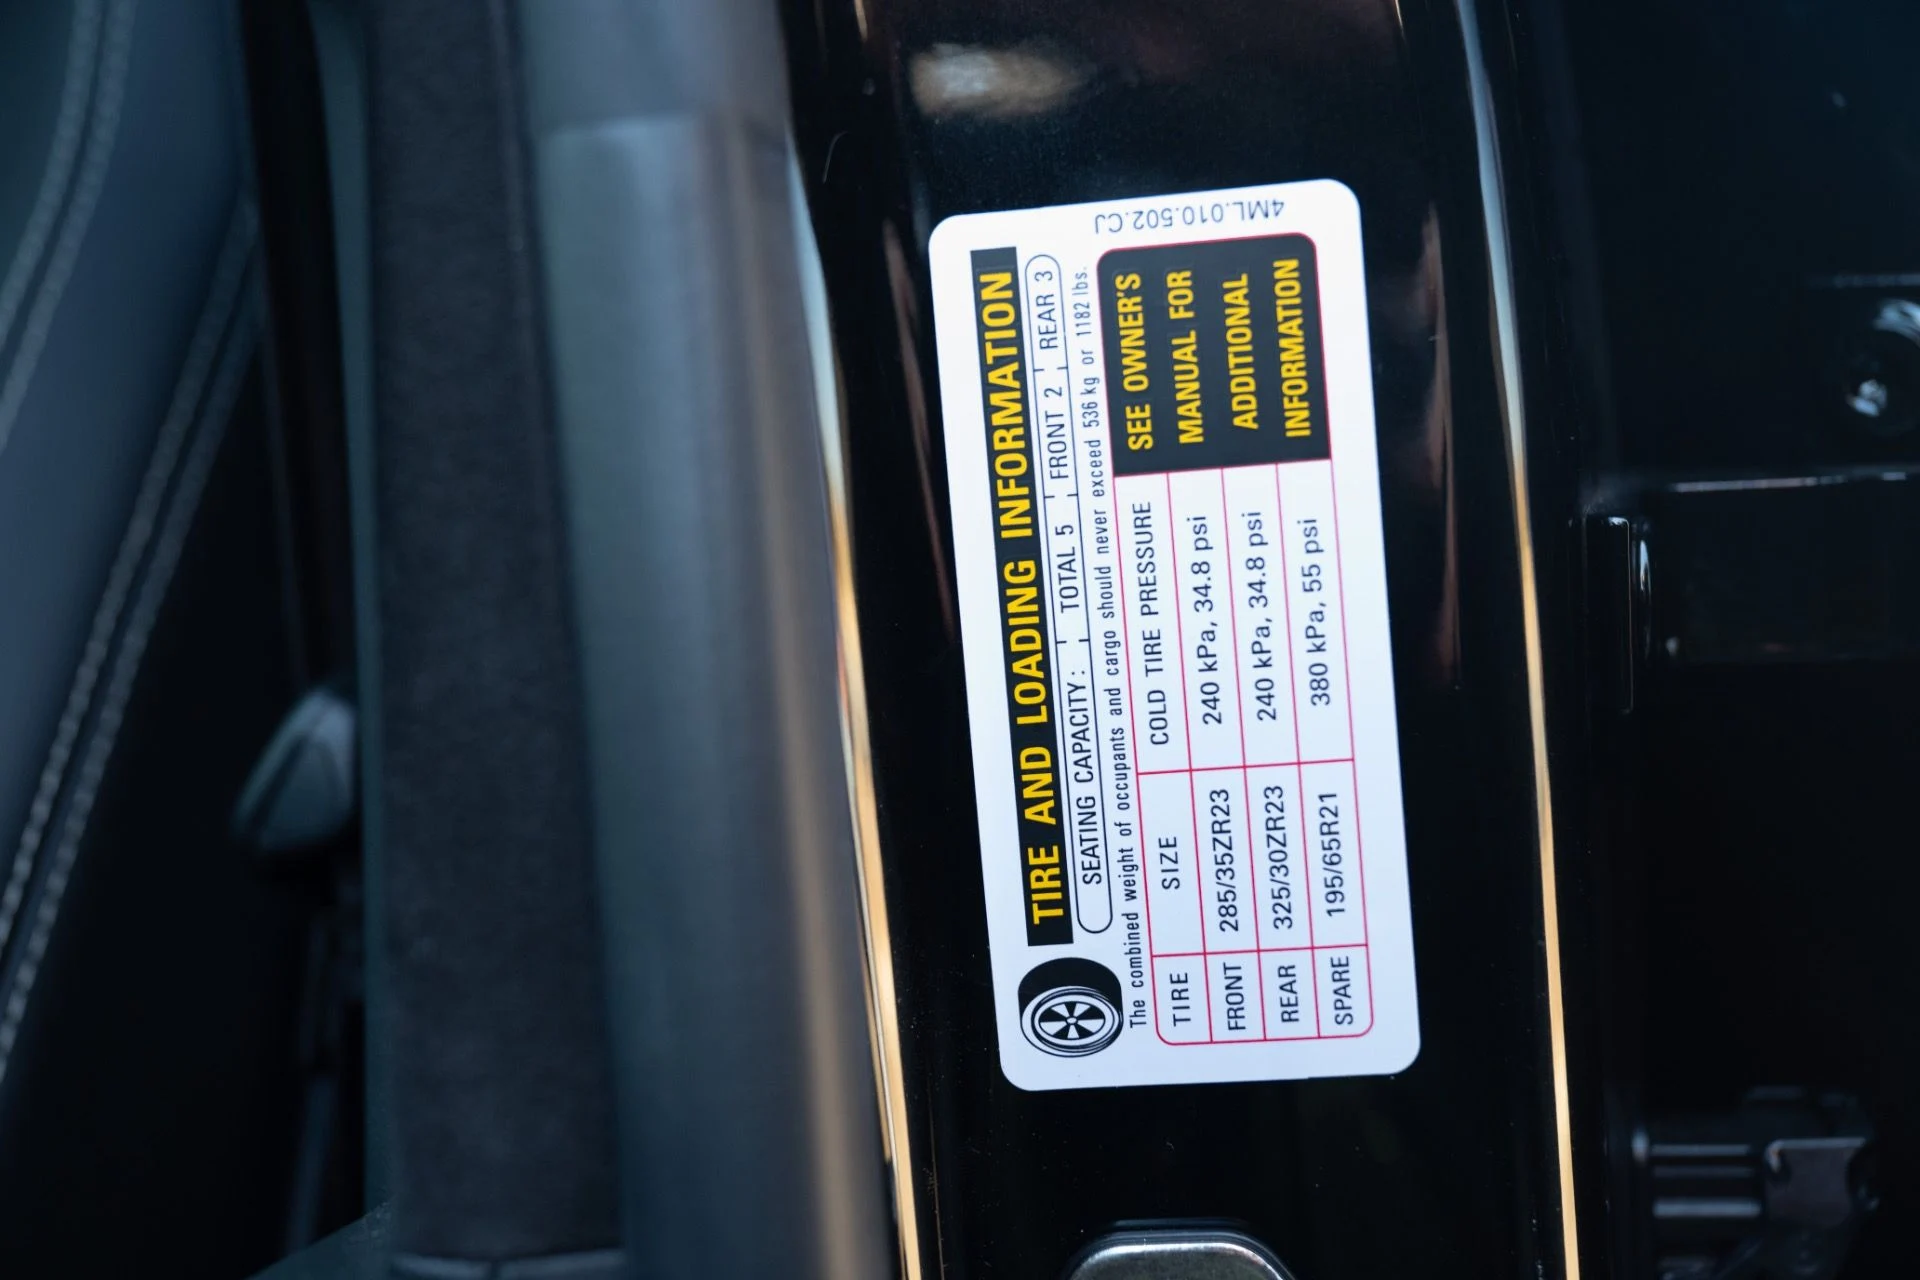 TIRE AND LOADING INFORMATION
SEATING CAPACITY: TOTAL 5 FRONT 2 REAR 3
The combined weight of occupants and cargo should never exceed 536 kg or 1182 lbs.
TIRE SIZE COLD TIRE PRESSURE
FRONT 285/35ZR23 240 kPa, 34.8 psi
REAR 325/30ZR23 240 kPa, 34.8 psi
SPARE 195/65R21 380 kPa, 55 psi
SEE OWNER'S
MANUAL FOR
ADDITIONAL
INFORMATION
4ML.010.502.CJ